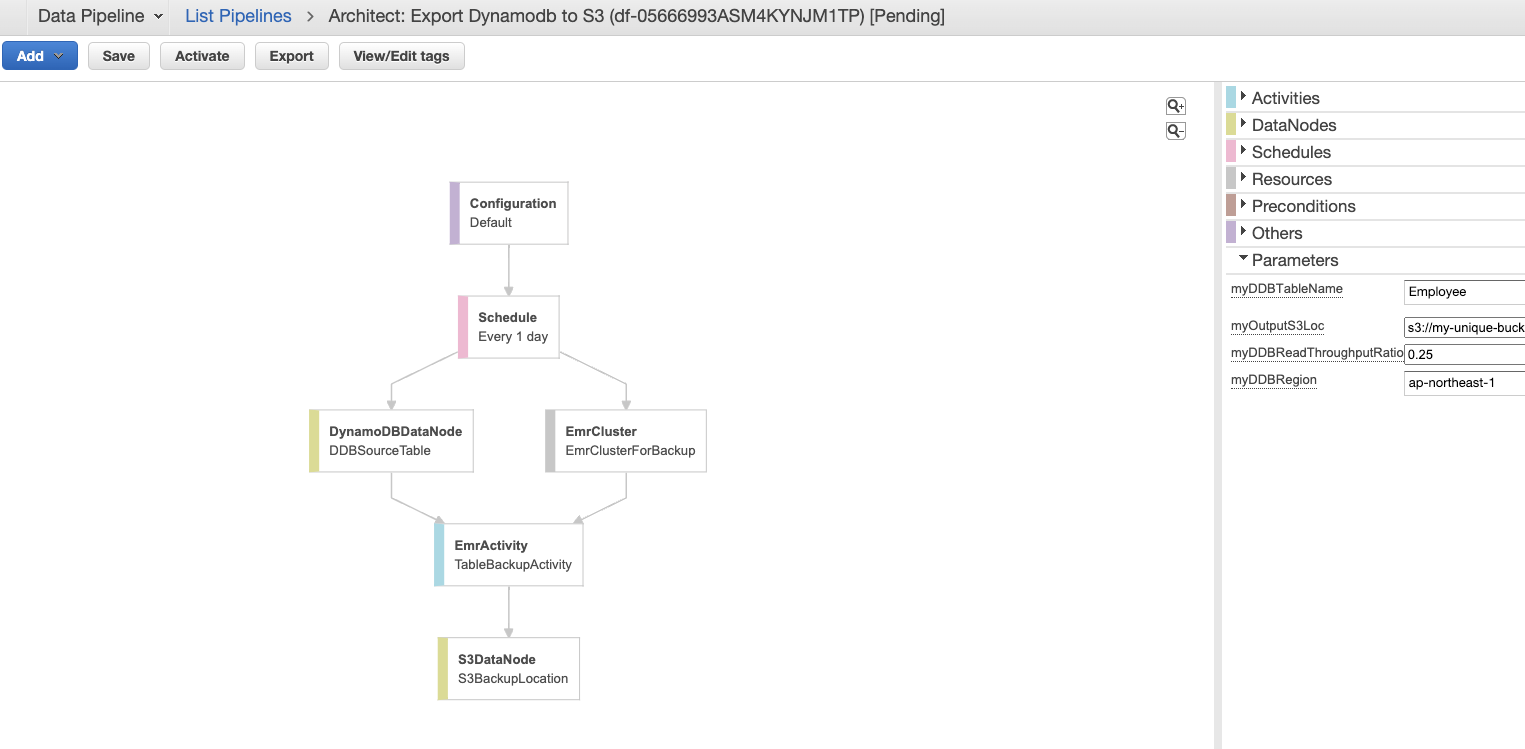 Data Pipeline List Pipelines > Architect: Export Dynamodb to S3 (df-05666993ASM4KYNJM1TP) [Pending]
Add Save Activate Export View/Edit tags
Configuration
Default
Schedule
Every 1 day
DynamoDBDataNode
DDBSourceTable
EmrCluster
EmrClusterForBackup
EmrActivity
TableBackupActivity
S3DataNode
S3BackupLocation
Activities
DataNodes
Schedules
Resources
Preconditions
Others
Parameters
myDDBTableName Employee
myOutputS3Loc s3://my-unique-buck
myDDBReadThroughputRatio 0.25
myDDBRegion ap-northeast-1